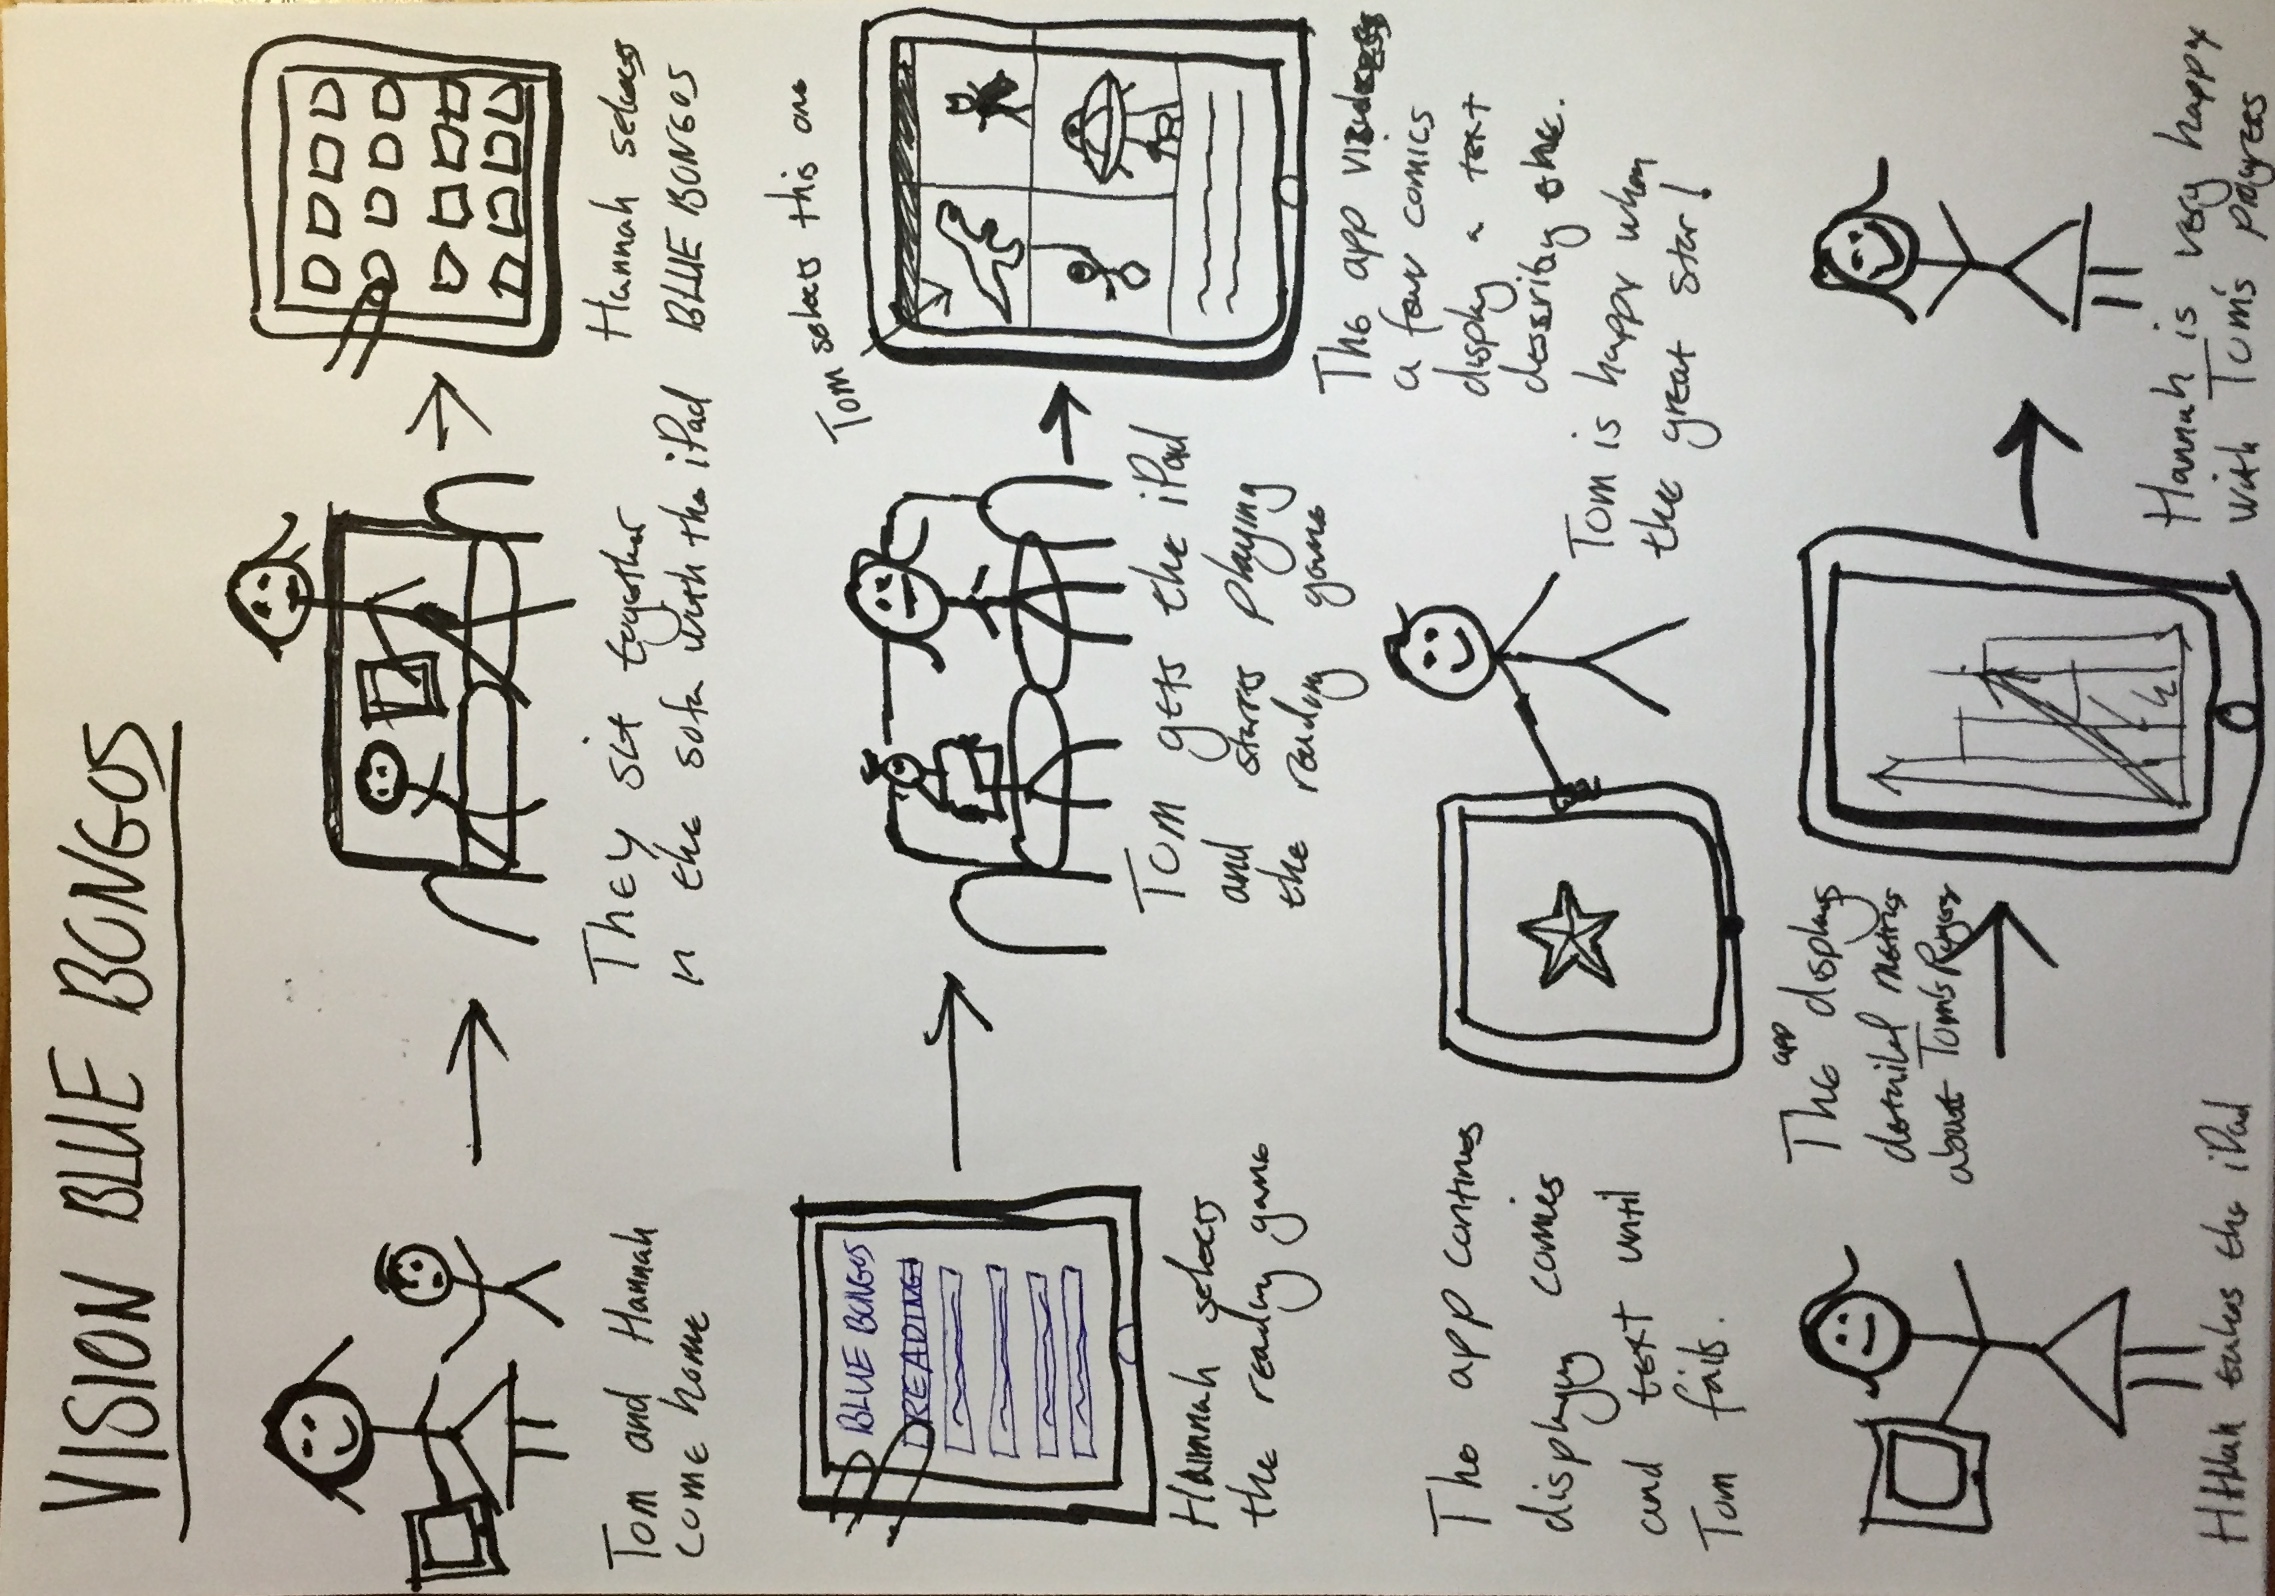 VISION BLUE BONGOS
Tom and Hannah
come home
They sit together
in the sofa with the iPad
Hannah selects
BLUE BONGOS
BLUE BONGOS
READING
Hannah selects
the reading game
Tom gets the iPad
and starts playing
the reading game
Tom selects this one
The app
a few comics
display a text
describing one.
The app continues
displaying comics
and text until
Tom fails.
Tom is happy when
the great star!
Hannah takes the iPad
The app displays
detailed metrics
about Tom's
Hannah is very happy
with Tom's progress